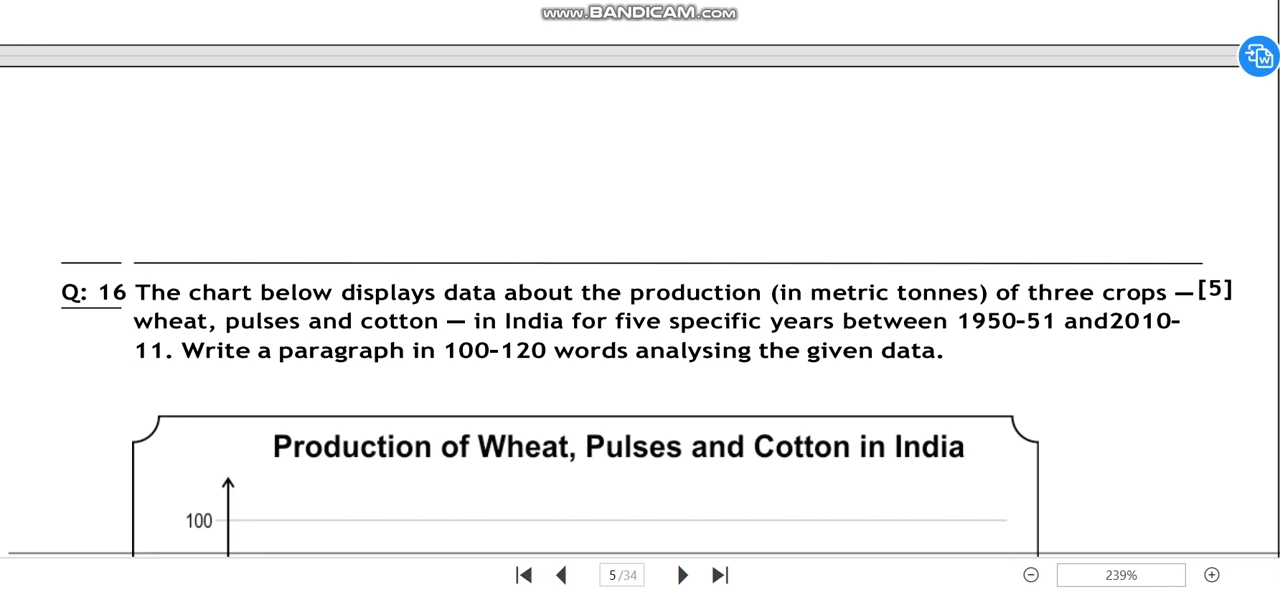 www.BANDICAM.com
Q: 16 The chart below displays data about the production (in metric tonnes) of three crops — [5]
wheat, pulses and cotton — in India for five specific years between 1950-51 and2010-
11. Write a paragraph in 100-120 words analysing the given data.
Production of Wheat, Pulses and Cotton in India
100
5 /34
239%